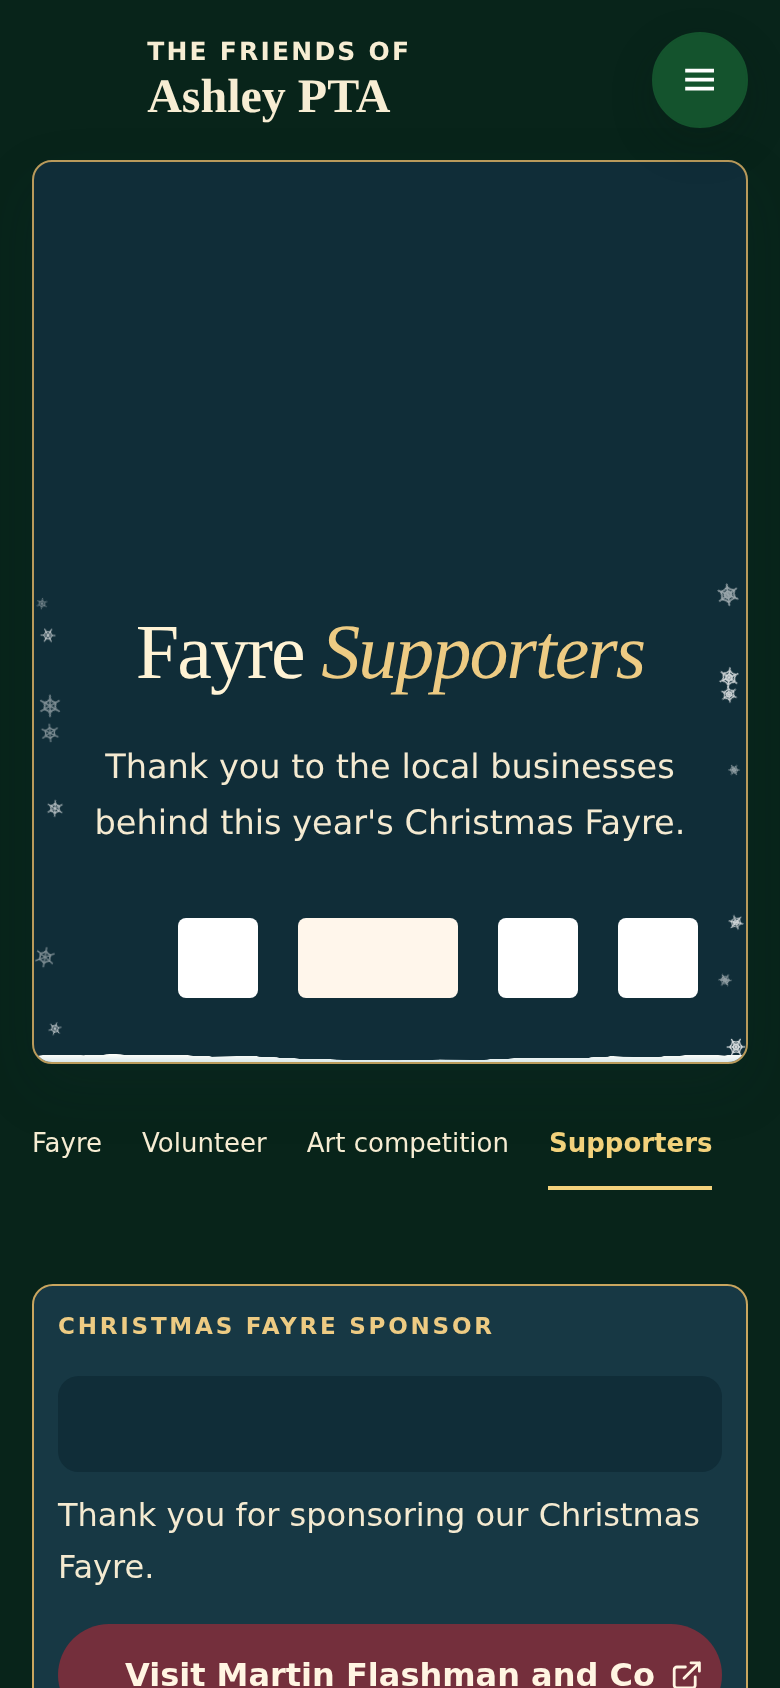 THE FRIENDS OF
Ashley PTA
Fayre Supporters
Thank you to the local businesses
behind this year's Christmas Fayre.
Fayre Volunteer Art competition Supporters
CHRISTMAS FAYRE SPONSOR
Thank you for sponsoring our Christmas
Fayre.
Visit Martin Flashman and Co